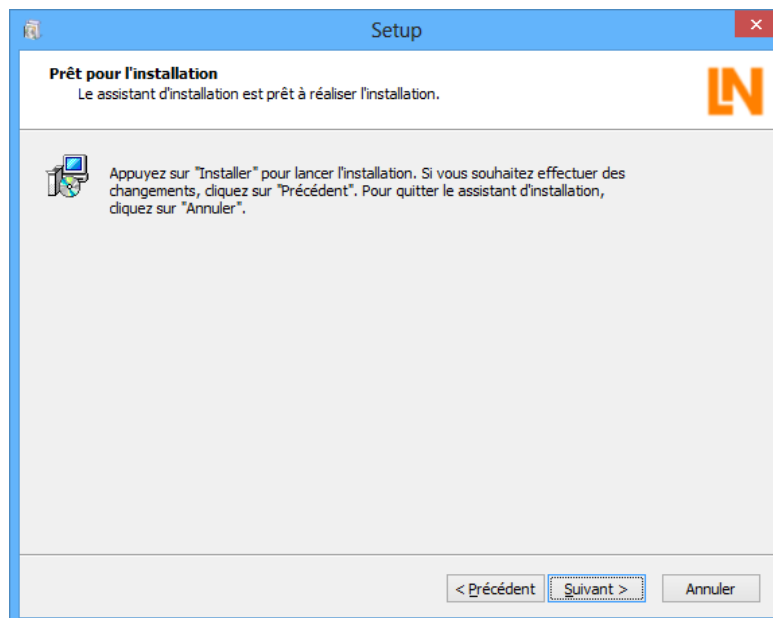 Setup
Prêt pour l'installation
Le assistant d'installation est prêt à réaliser l'installation.
LN
Appuyez sur "Installer" pour lancer l'installation. Si vous souhaitez effectuer des
changements, cliquez sur "Précédent". Pour quitter le assistant d'installation,
cliquez sur "Annuler".
< Précédent
Suivant >
Annuler